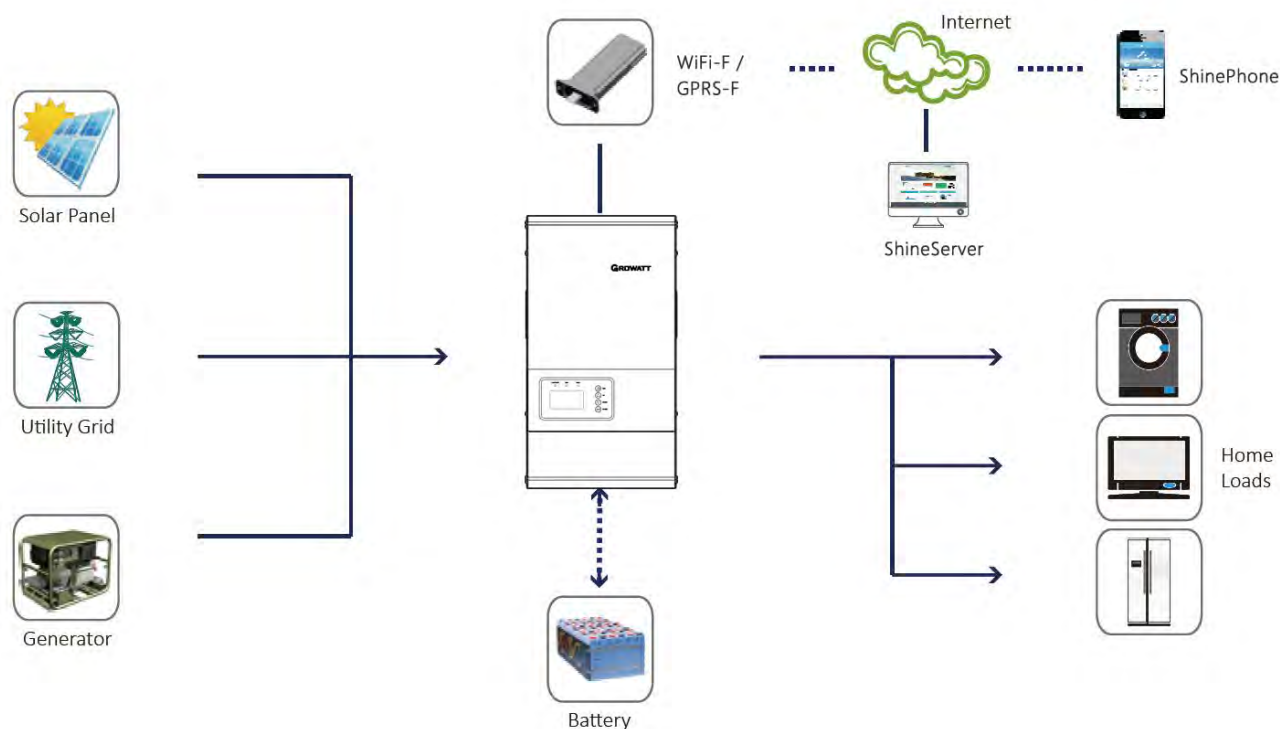 Internet
WiFi-F /
GPRS-F
ShinePhone
Solar Panel
ShineServer
GROWATT
Utility Grid
Home
Loads
Generator
Battery